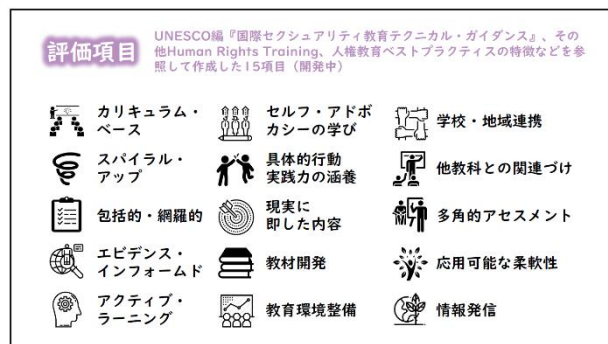 評価項目
UNESCO編『国際セクシュアリティ教育テクニカル・ガイダンス』、その
他Human Rights Training、人権教育ベストプラクティスの特徴などを参
照して作成した15項目（開発中）
カリキュラム・
ベース
セルフ・アドボ
カシーの学び
学校・地域連携
スパイラル・
アップ
具体的行動
実践力の涵養
他教科との関連づけ
包括的・網羅的
現実に
即した内容
多角的アセスメント
エビデンス・
インフォームド
教材開発
応用可能な柔軟性
アクティブ・
ラーニング
教育環境整備
情報発信